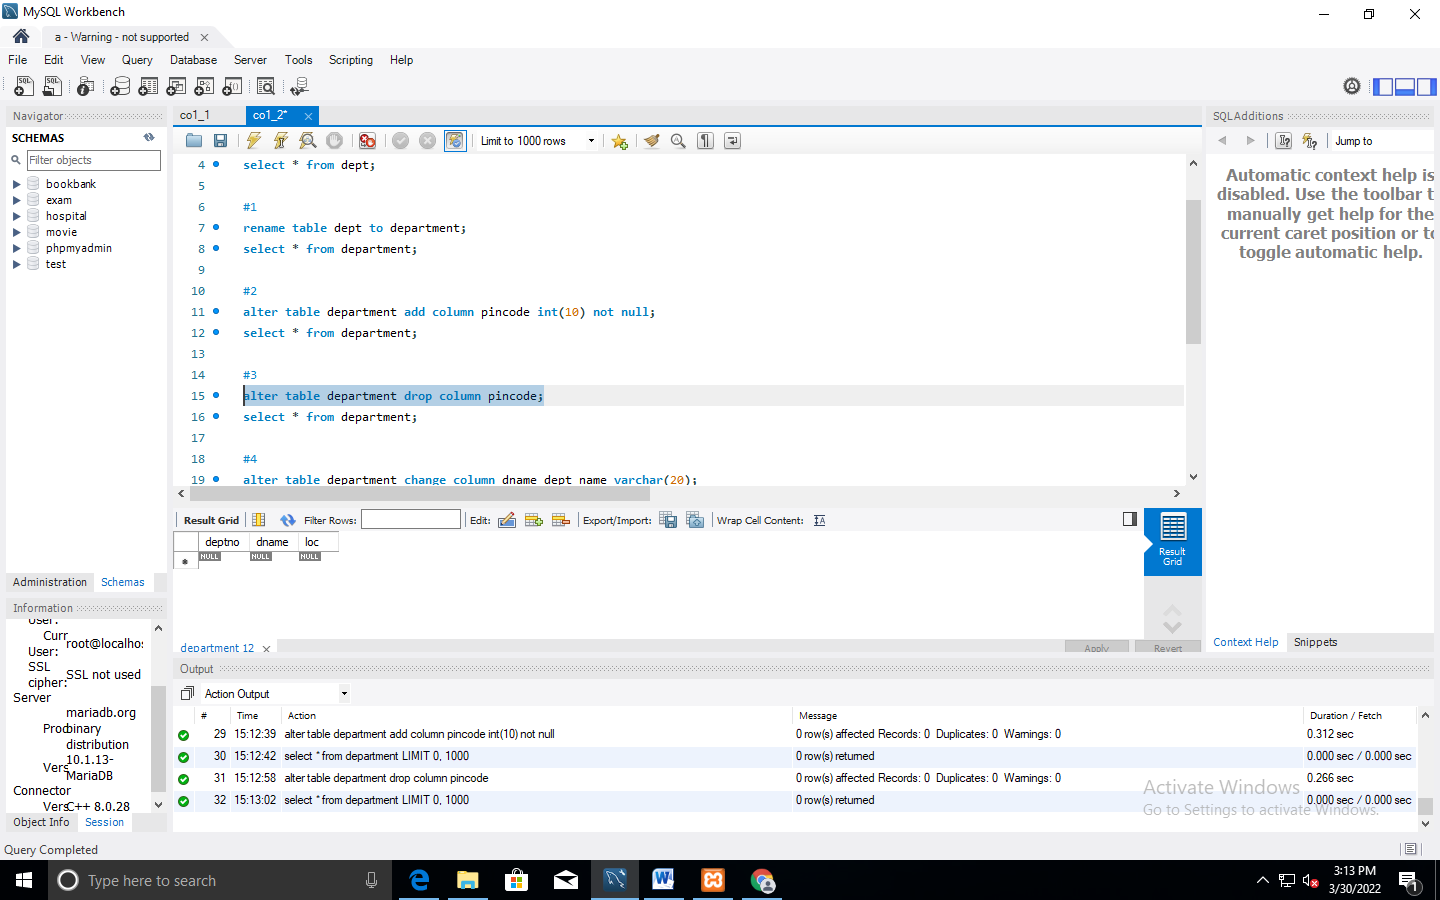 MySQL Workbench
a - Warning - not supported
File Edit View Query Database Server Tools Scripting Help
Navigator
SCHEMAS
Filter objects
bookbank
exam
hospital
movie
phpmyadmin
test
Administration Schemas
Information
User:
Curr
User: root@localho
SSL
cipher: SSL not used
Server
mariadb.org
Prod binary
distribution
Vers 10.1.13-
MariaDB
Connector
Vers C++ 8.0.28
Object Info Session
co1_1 co1_2*
Limit to 1000 rows
4 select * from dept;
5
6 #1
7 rename table dept to department;
8 select * from department;
9
10 #2
11 alter table department add column pincode int(10) not null;
12 select * from department;
13
14 #3
15 alter table department drop column pincode;
16 select * from department;
17
18 #4
19 alter table department change column dname dept_name varchar(20);
Result Grid Filter Rows: Edit: Export/Import: Wrap Cell Content:
deptno dname loc
NULL NULL NULL
Result
Grid
department 12 Apply Revert
SQLAdditions
Jump to
Automatic context help is
disabled. Use the toolbar t
manually get help for the
current caret position or to
toggle automatic help.
Context Help Snippets
Output
Action Output
# Time Action Message Duration / Fetch
29 15:12:39 alter table department add column pincode int(10) not null 0 row(s) affected Records: 0 Duplicates: 0 Warnings: 0 0.312 sec
30 15:12:42 select * from department LIMIT 0, 1000 0 row(s) returned 0.000 sec / 0.000 sec
31 15:12:58 alter table department drop column pincode 0 row(s) affected Records: 0 Duplicates: 0 Warnings: 0 0.266 sec
32 15:13:02 select * from department LIMIT 0, 1000 0 row(s) returned 0.000 sec / 0.000 sec
Activate Windows
Go to Settings to activate Windows.
Query Completed
Type here to search
3:13 PM
3/30/2022
1